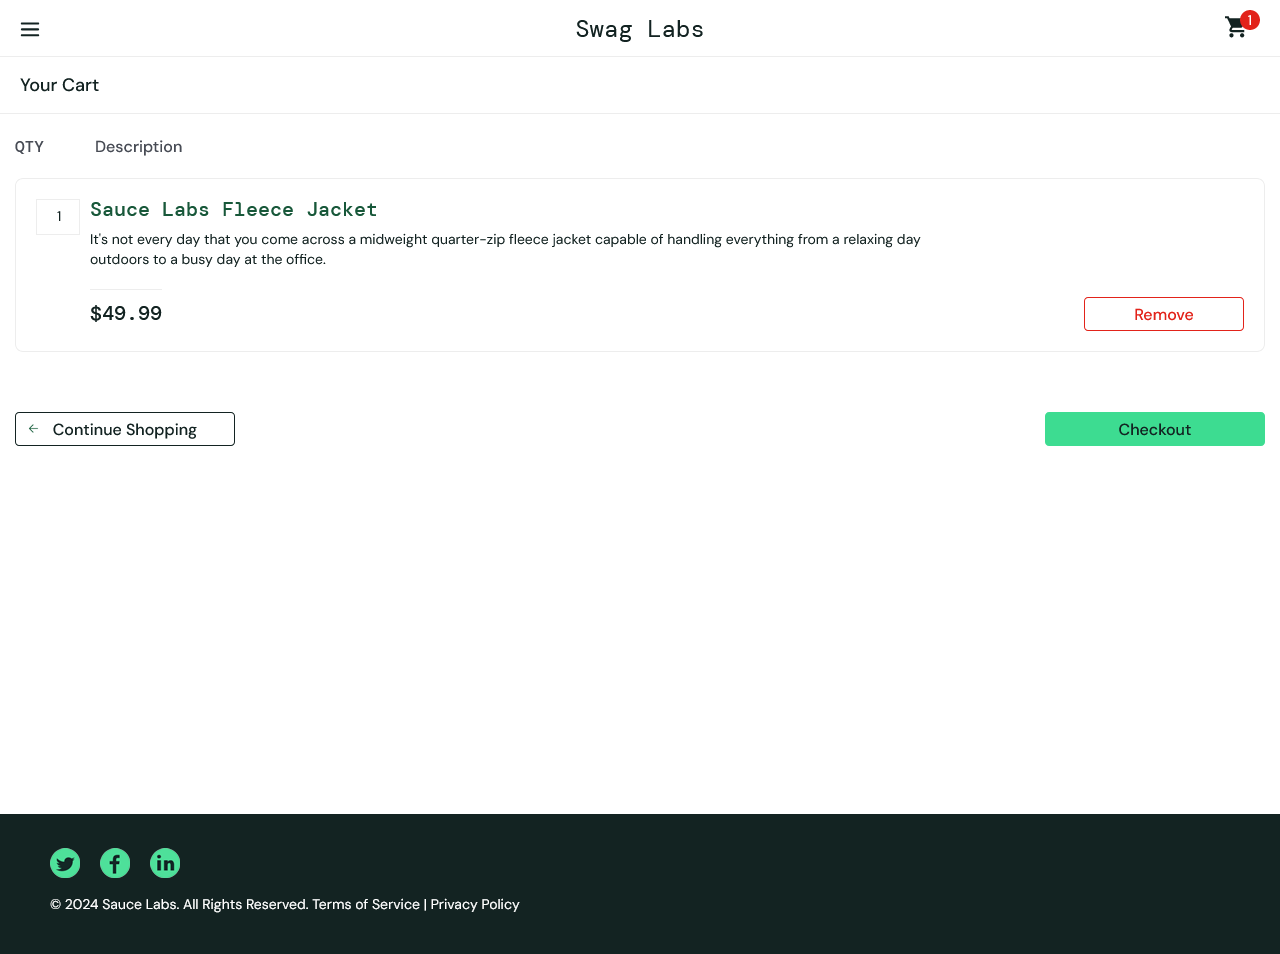 Swag Labs
1
Your Cart
QTY
Description
1
Sauce Labs Fleece Jacket
It's not every day that you come across a midweight quarter-zip fleece jacket capable of handling everything from a relaxing day
outdoors to a busy day at the office.
$49.99
Remove
Continue Shopping
Checkout
© 2024 Sauce Labs. All Rights Reserved. Terms of Service | Privacy Policy